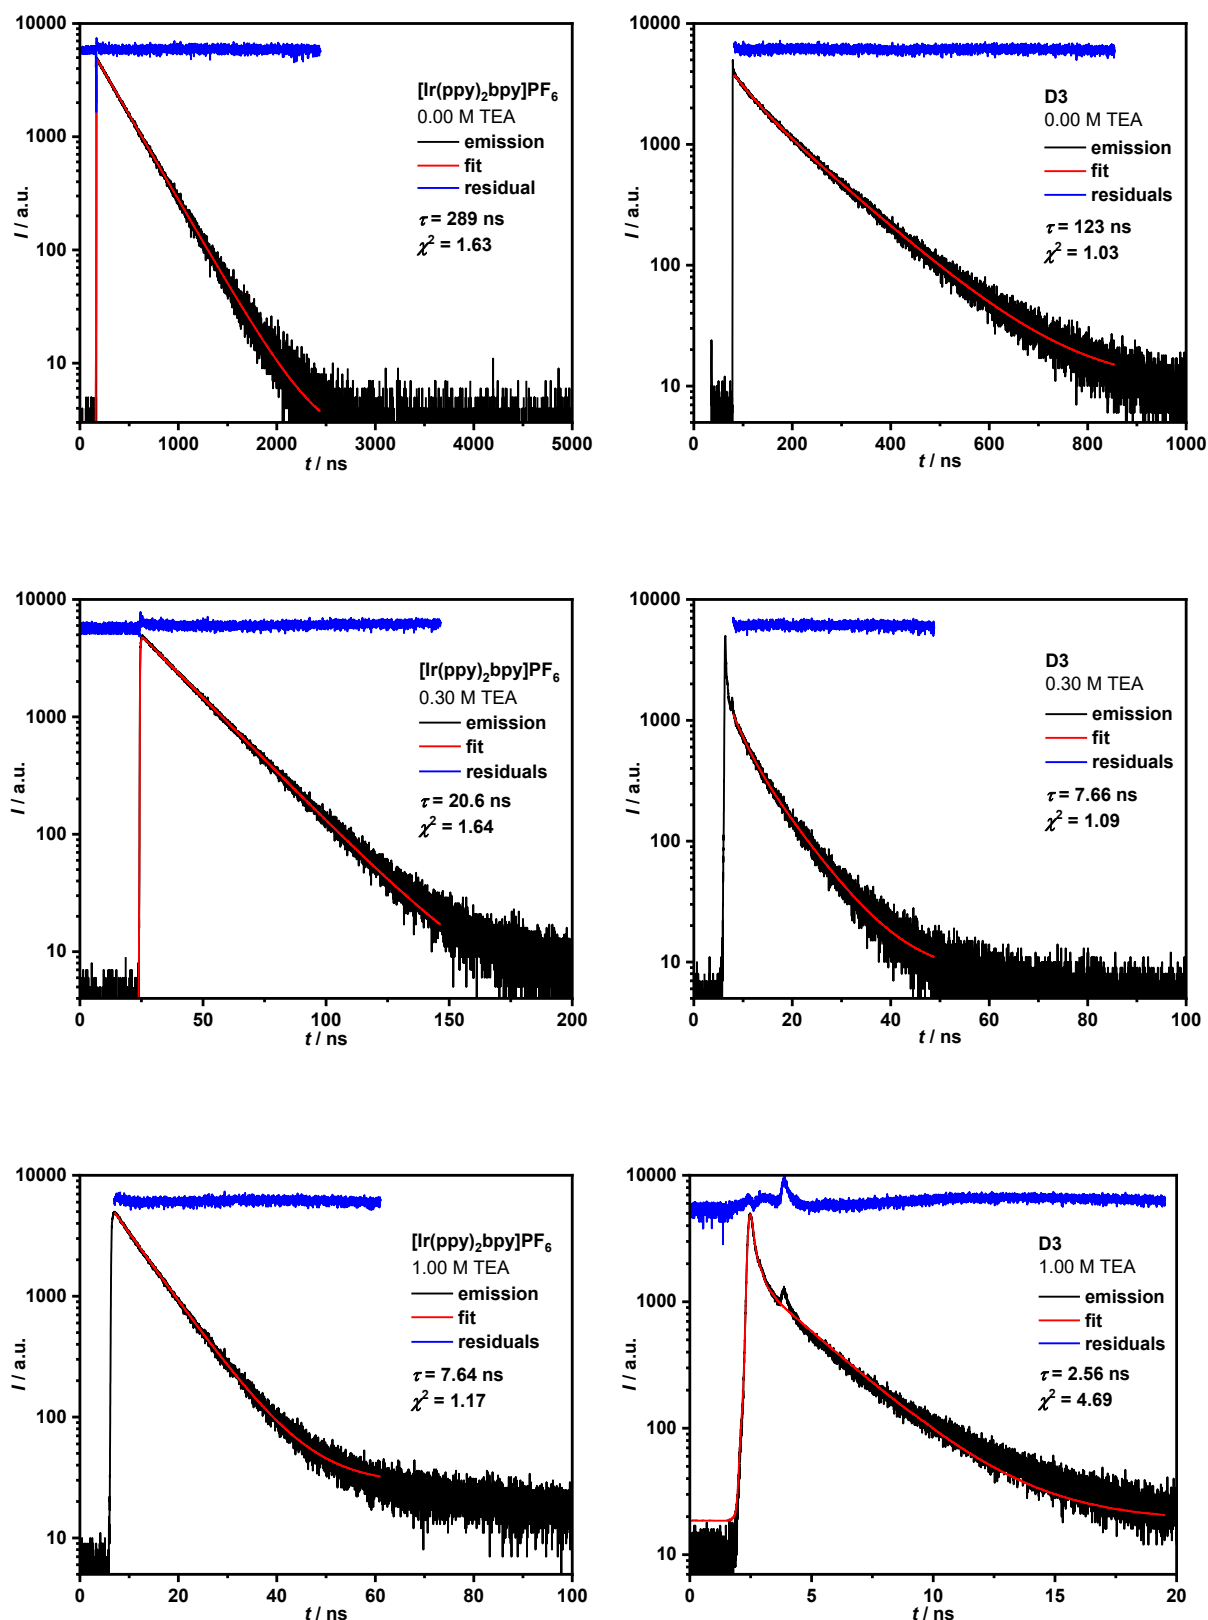 10000
1000
100
10
I / a.u.
0 1000 2000 3000 4000 5000
t / ns
[Ir(ppy)₂bpy]PF₆
0.00 M TEA
emission
fit
residual
τ = 289 ns
χ² = 1.63
10000
1000
100
10
I / a.u.
0 200 400 600 800 1000
t / ns
D3
0.00 M TEA
emission
fit
residuals
τ = 123 ns
χ² = 1.03
10000
1000
100
10
I / a.u.
0 50 100 150 200
t / ns
[Ir(ppy)₂bpy]PF₆
0.30 M TEA
emission
fit
residuals
τ = 20.6 ns
χ² = 1.64
10000
1000
100
10
I / a.u.
0 20 40 60 80 100
t / ns
D3
0.30 M TEA
emission
fit
residuals
τ = 7.66 ns
χ² = 1.09
10000
1000
100
10
I / a.u.
0 20 40 60 80 100
t / ns
[Ir(ppy)₂bpy]PF₆
1.00 M TEA
emission
fit
residuals
τ = 7.64 ns
χ² = 1.17
10000
1000
100
10
I / a.u.
0 5 10 15 20
t / ns
D3
1.00 M TEA
emission
fit
residuals
τ = 2.56 ns
χ² = 4.69